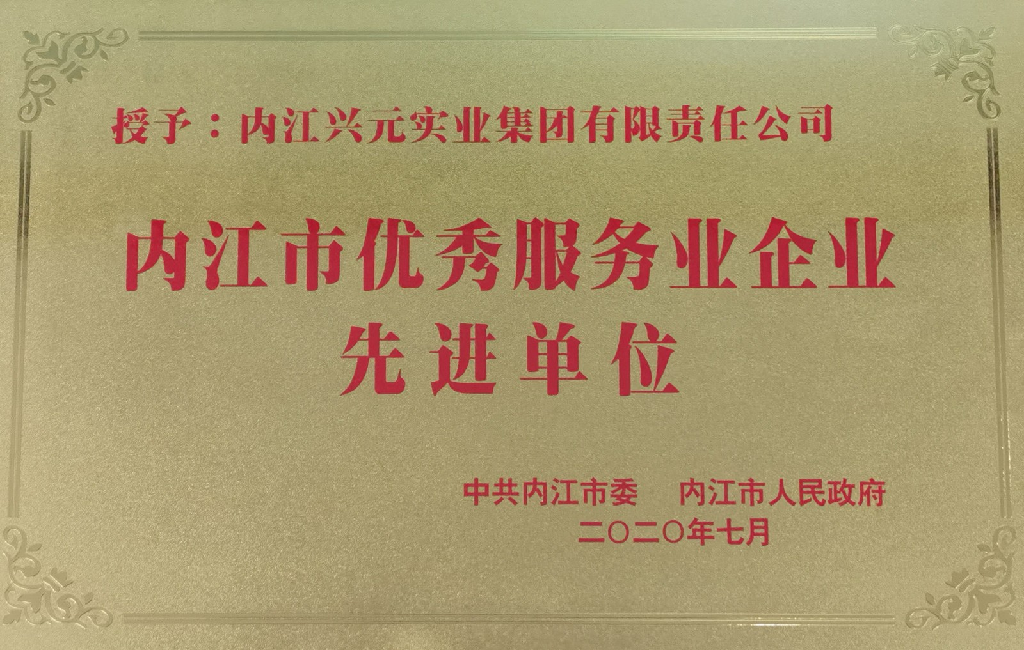 授予：内江兴元实业集团有限责任公司
内江市优秀服务业企业
先进单位
中共内江市委 内江市人民政府
二〇二〇年七月